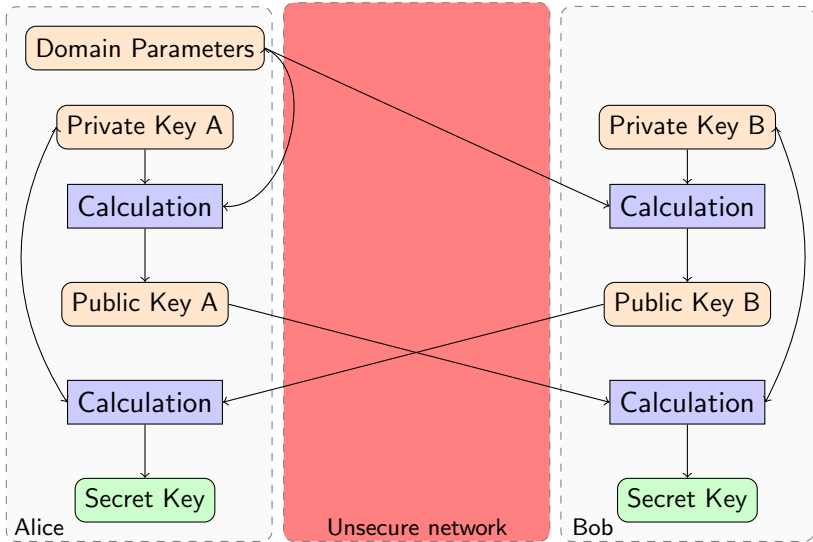 Domain Parameters
Private Key A
Private Key B
Calculation
Calculation
Public Key A
Public Key B
Calculation
Calculation
Secret Key
Secret Key
Alice
Unsecure network
Bob